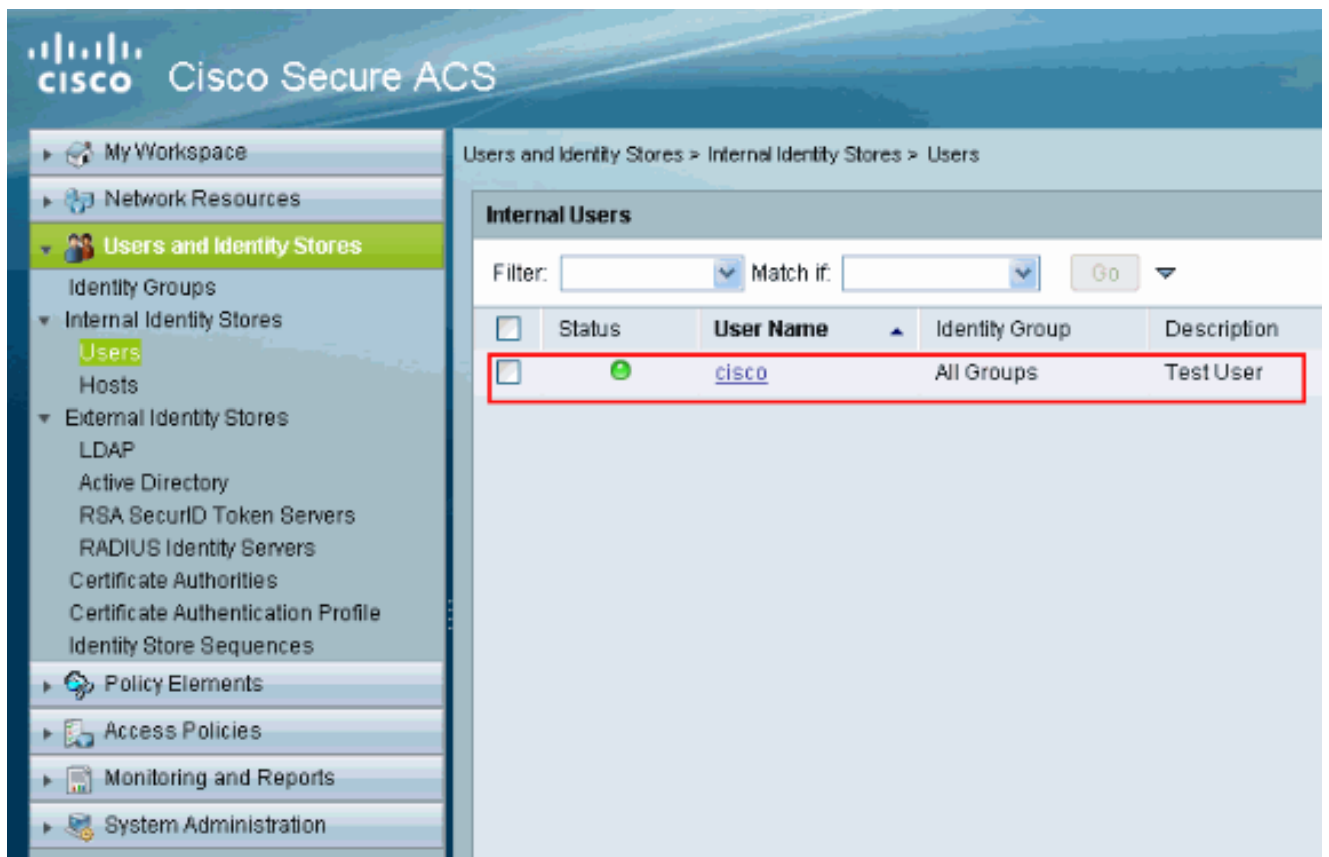 CISCO Cisco Secure ACS
My Workspace
Network Resources
Users and Identity Stores
Identity Groups
Internal Identity Stores
Users
Hosts
External Identity Stores
LDAP
Active Directory
RSA SecurID Token Servers
RADIUS Identity Servers
Certificate Authorities
Certificate Authentication Profile
Identity Store Sequences
Policy Elements
Access Policies
Monitoring and Reports
System Administration
Users and Identity Stores > Internal Identity Stores > Users
Internal Users
Filter: Match if: Go
Status User Name Identity Group Description
cisco All Groups Test User